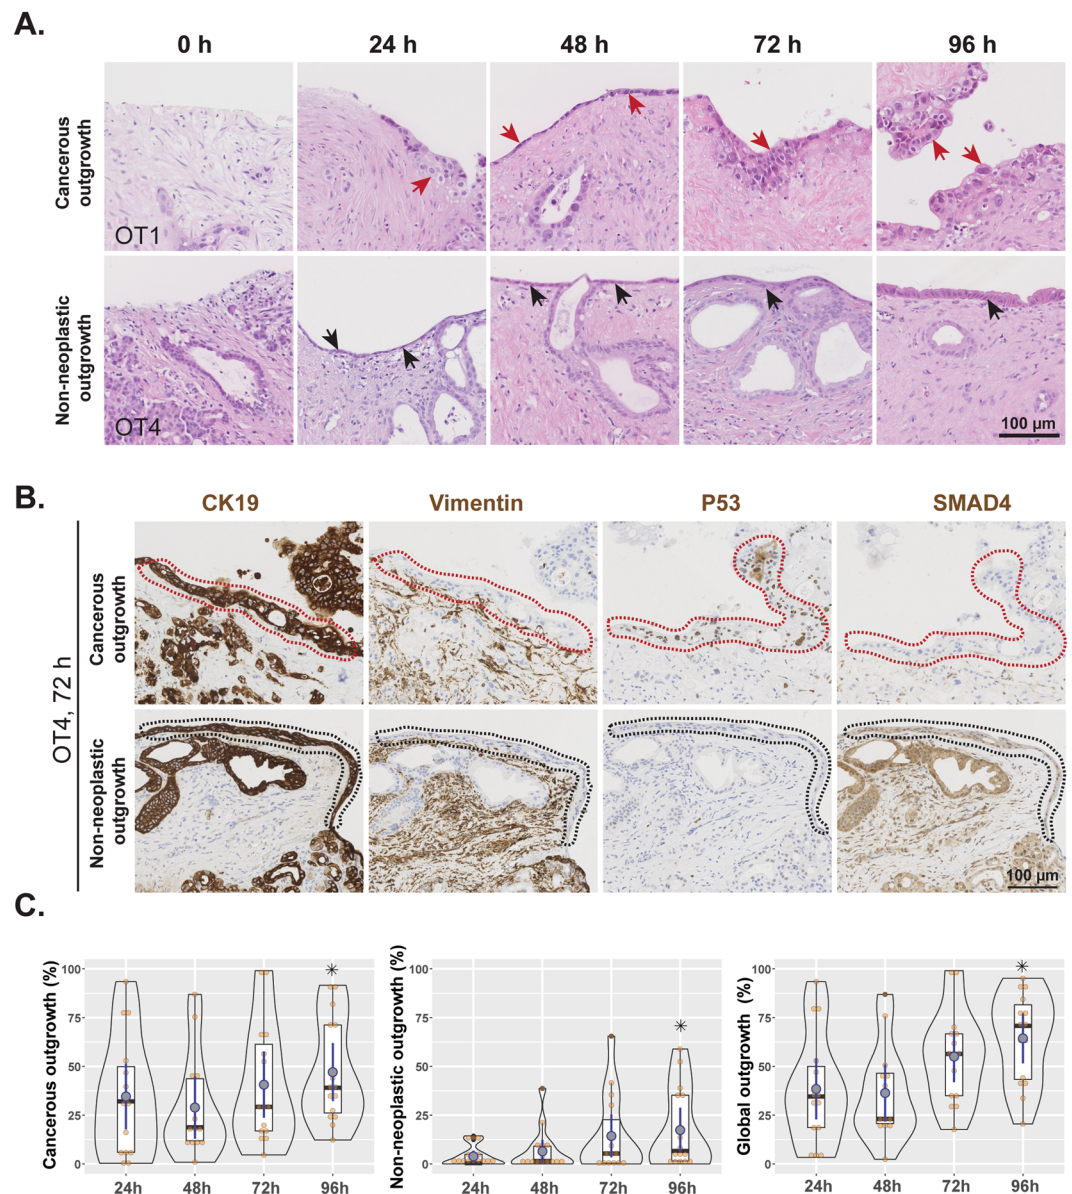 A.
0 h 24 h 48 h 72 h 96 h
Cancerous
outgrowth
OT1
Non-neoplastic
outgrowth
OT4
100 µm
B.
CK19 Vimentin P53 SMAD4
OT4, 72 h
Cancerous
outgrowth
Non-neoplastic
outgrowth
100 µm
C.
Cancerous outgrowth (%)
100
75
50
25
0
24h 48h 72h 96h
*
Non-neoplastic outgrowth (%)
100
75
50
25
0
24h 48h 72h 96h
*
Global outgrowth (%)
100
75
50
25
0
24h 48h 72h 96h
*